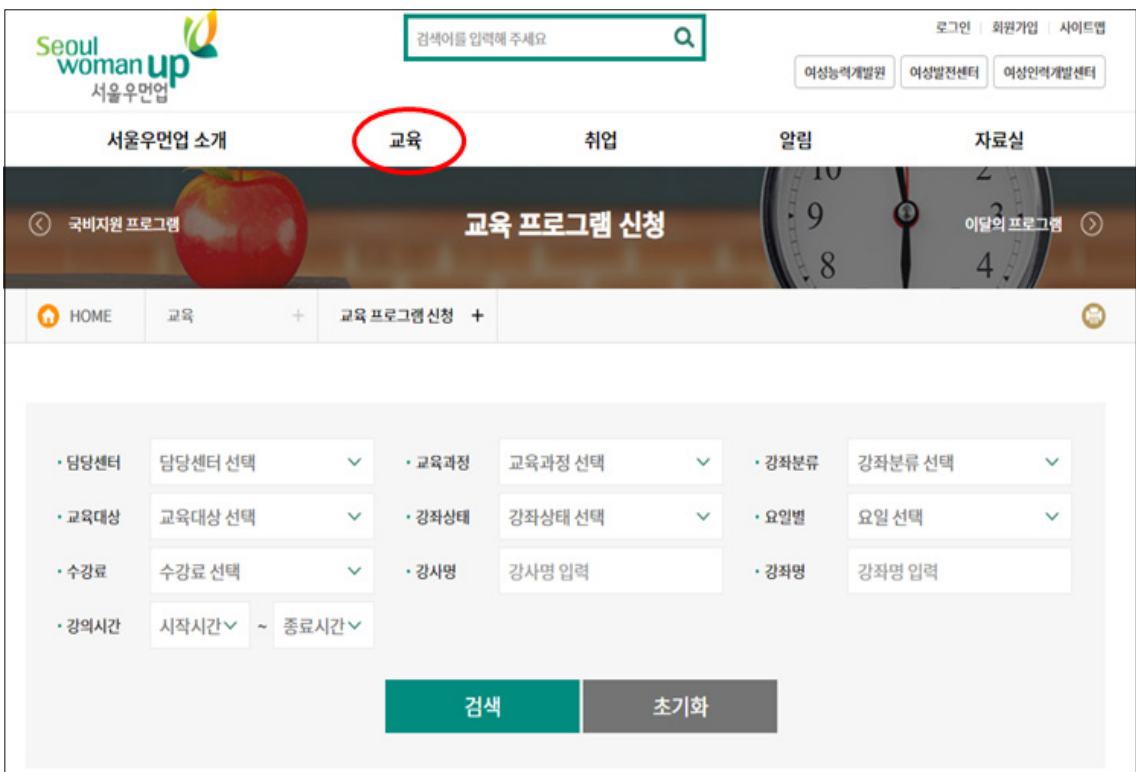 Seoul
woman up
서울우먼업
검색어를 입력해 주세요
로그인 | 회원가입 | 사이트맵
여성능력개발원 여성발전센터 여성인력개발센터
서울우먼업 소개 교육 취업 알림 자료실
국비지원 프로그램 교육 프로그램 신청 이달의 프로그램
10 2
9 3
8 4
HOME 교육 + 교육 프로그램 신청 +
· 담당센터 담당센터 선택 · 교육과정 교육과정 선택 · 강좌분류 강좌분류 선택
· 교육대상 교육대상 선택 · 강좌상태 강좌상태 선택 · 요일별 요일 선택
· 수강료 수강료 선택 · 강사명 강사명 입력 · 강좌명 강좌명 입력
· 강의시간 시작시간 ~ 종료시간
검색 초기화